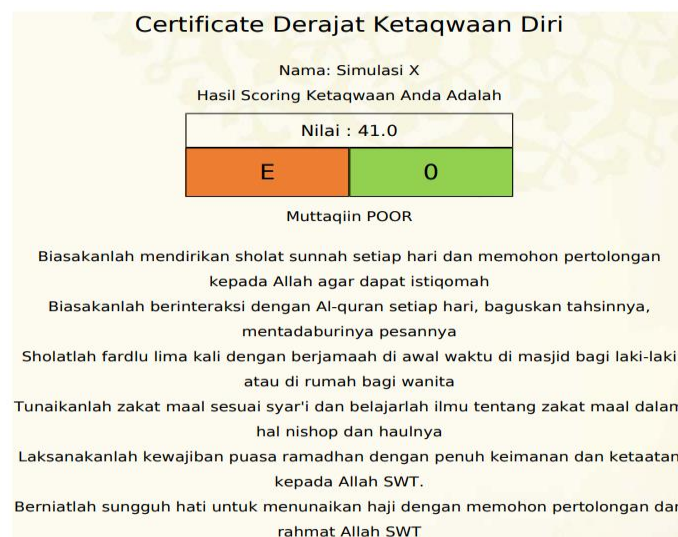 Certificate Derajat Ketaqwaan Diri
Nama: Simulasi X
Hasil Scoring Ketaqwaan Anda Adalah
Nilai : 41.0
E 0
Muttaqiin POOR
Biasakanlah mendirikan sholat sunnah setiap hari dan memohon pertolongan
kepada Allah agar dapat istiqomah
Biasakanlah berinteraksi dengan Al-quran setiap hari, baguskan tahsinnya,
mentadaburinya pesannya
Sholatlah fardlu lima kali dengan berjamaah di awal waktu di masjid bagi laki-laki
atau di rumah bagi wanita
Tunaikanlah zakat maal sesuai syar'i dan belajarlah ilmu tentang zakat maal dalam
hal nishop dan haulnya
Laksanakanlah kewajiban puasa ramadhan dengan penuh keimanan dan ketaatan
kepada Allah SWT.
Berniatlah sungguh hati untuk menunaikan haji dengan memohon pertolongan dan
rahmat Allah SWT